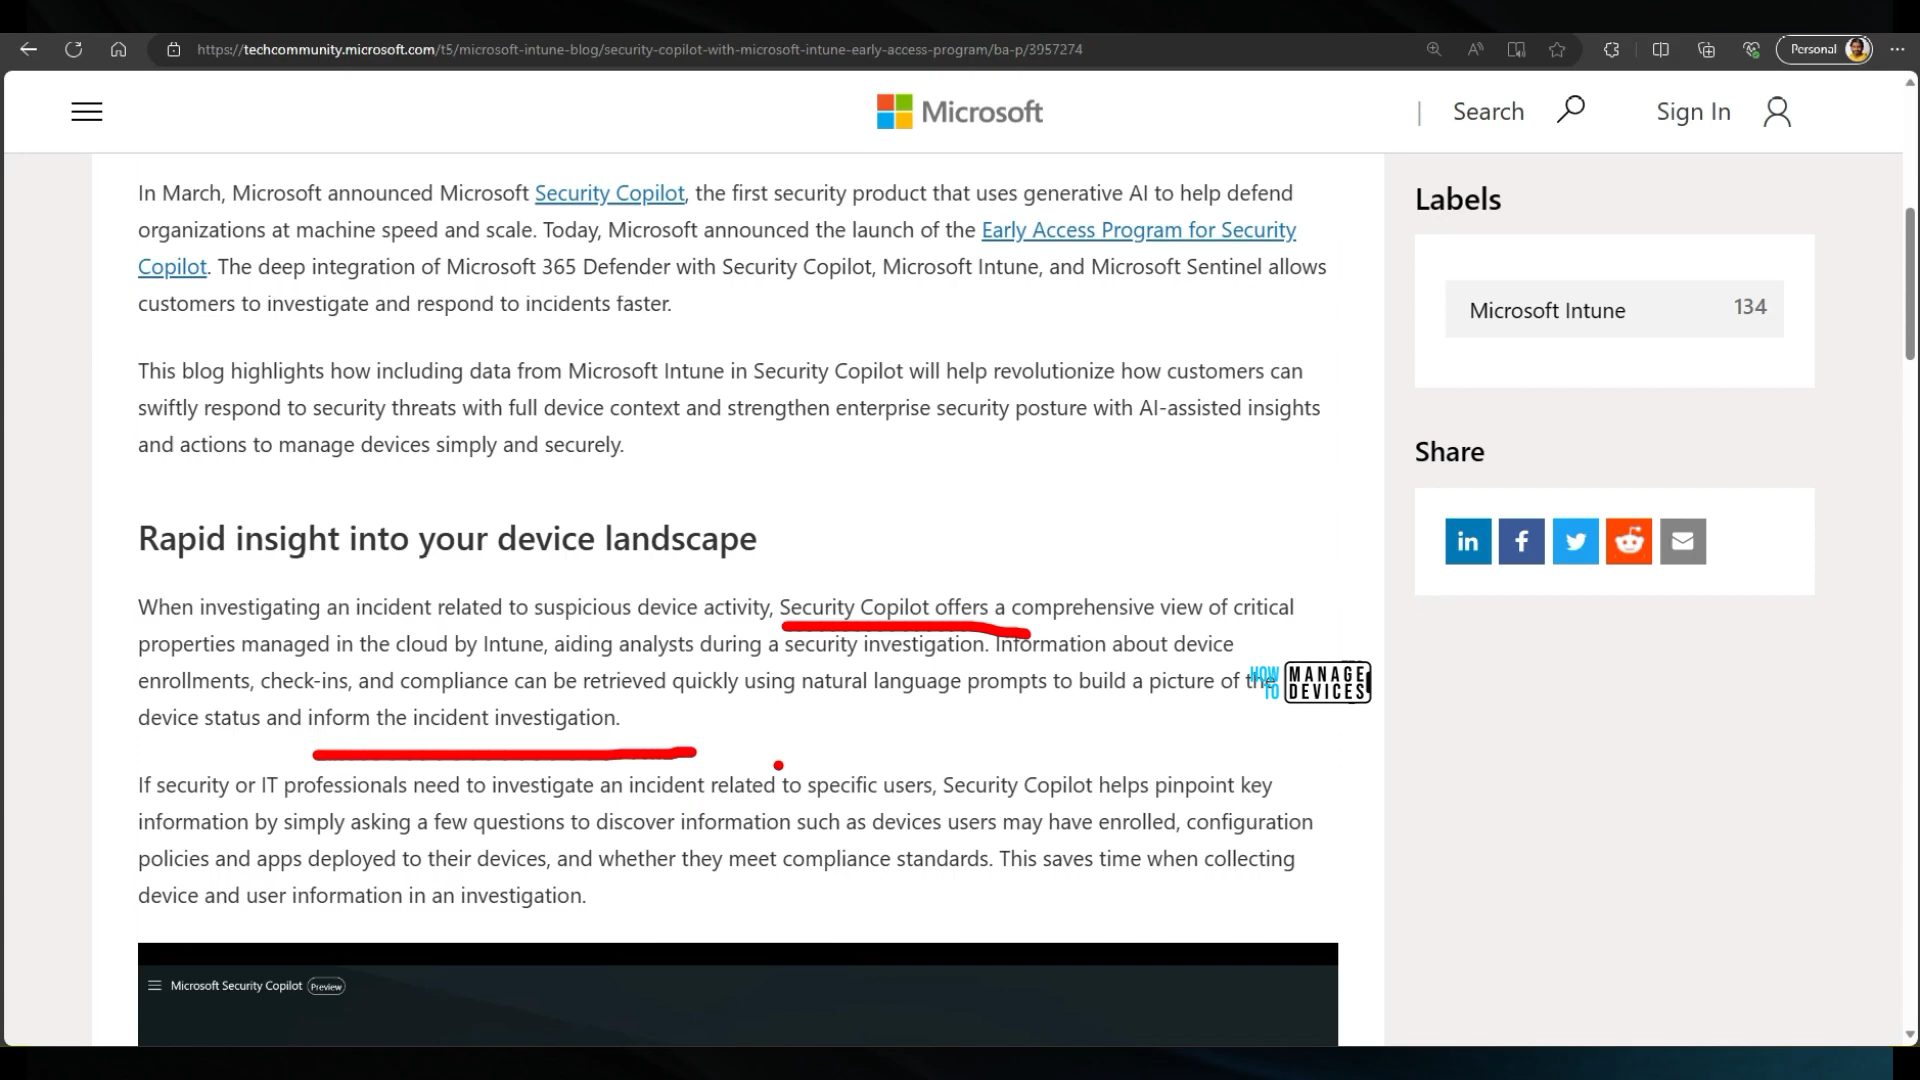 https://techcommunity.microsoft.com/t5/microsoft-intune-blog/security-copilot-with-microsoft-intune-early-access-program/ba-p/3957274
Personal
Microsoft
Search
Sign In
In March, Microsoft announced Microsoft Security Copilot, the first security product that uses generative AI to help defend
organizations at machine speed and scale. Today, Microsoft announced the launch of the Early Access Program for Security
Copilot. The deep integration of Microsoft 365 Defender with Security Copilot, Microsoft Intune, and Microsoft Sentinel allows
customers to investigate and respond to incidents faster.
This blog highlights how including data from Microsoft Intune in Security Copilot will help revolutionize how customers can
swiftly respond to security threats with full device context and strengthen enterprise security posture with AI-assisted insights
and actions to manage devices simply and securely.
Rapid insight into your device landscape
When investigating an incident related to suspicious device activity, Security Copilot offers a comprehensive view of critical
properties managed in the cloud by Intune, aiding analysts during a security investigation. Information about device
enrollments, check-ins, and compliance can be retrieved quickly using natural language prompts to build a picture of the
device status and inform the incident investigation.
If security or IT professionals need to investigate an incident related to specific users, Security Copilot helps pinpoint key
information by simply asking a few questions to discover information such as devices users may have enrolled, configuration
policies and apps deployed to their devices, and whether they meet compliance standards. This saves time when collecting
device and user information in an investigation.
Microsoft Security Copilot Preview
Labels
Microsoft Intune 134
Share
HOW TO
MANAGE
DEVICES